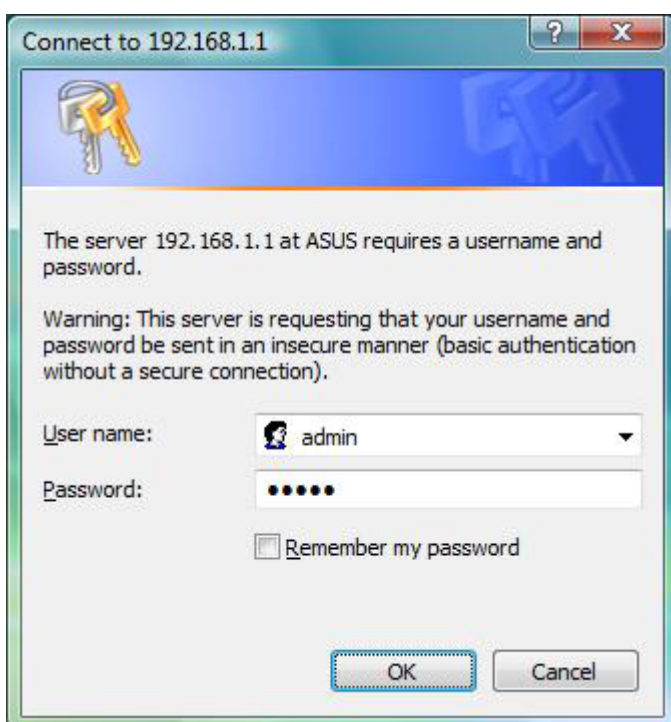 Connect to 192.168.1.1
The server 192.168.1.1 at ASUS requires a username and
password.
Warning: This server is requesting that your username and
password be sent in an insecure manner (basic authentication
without a secure connection).
User name: admin
Password: •••••
Remember my password
OK Cancel